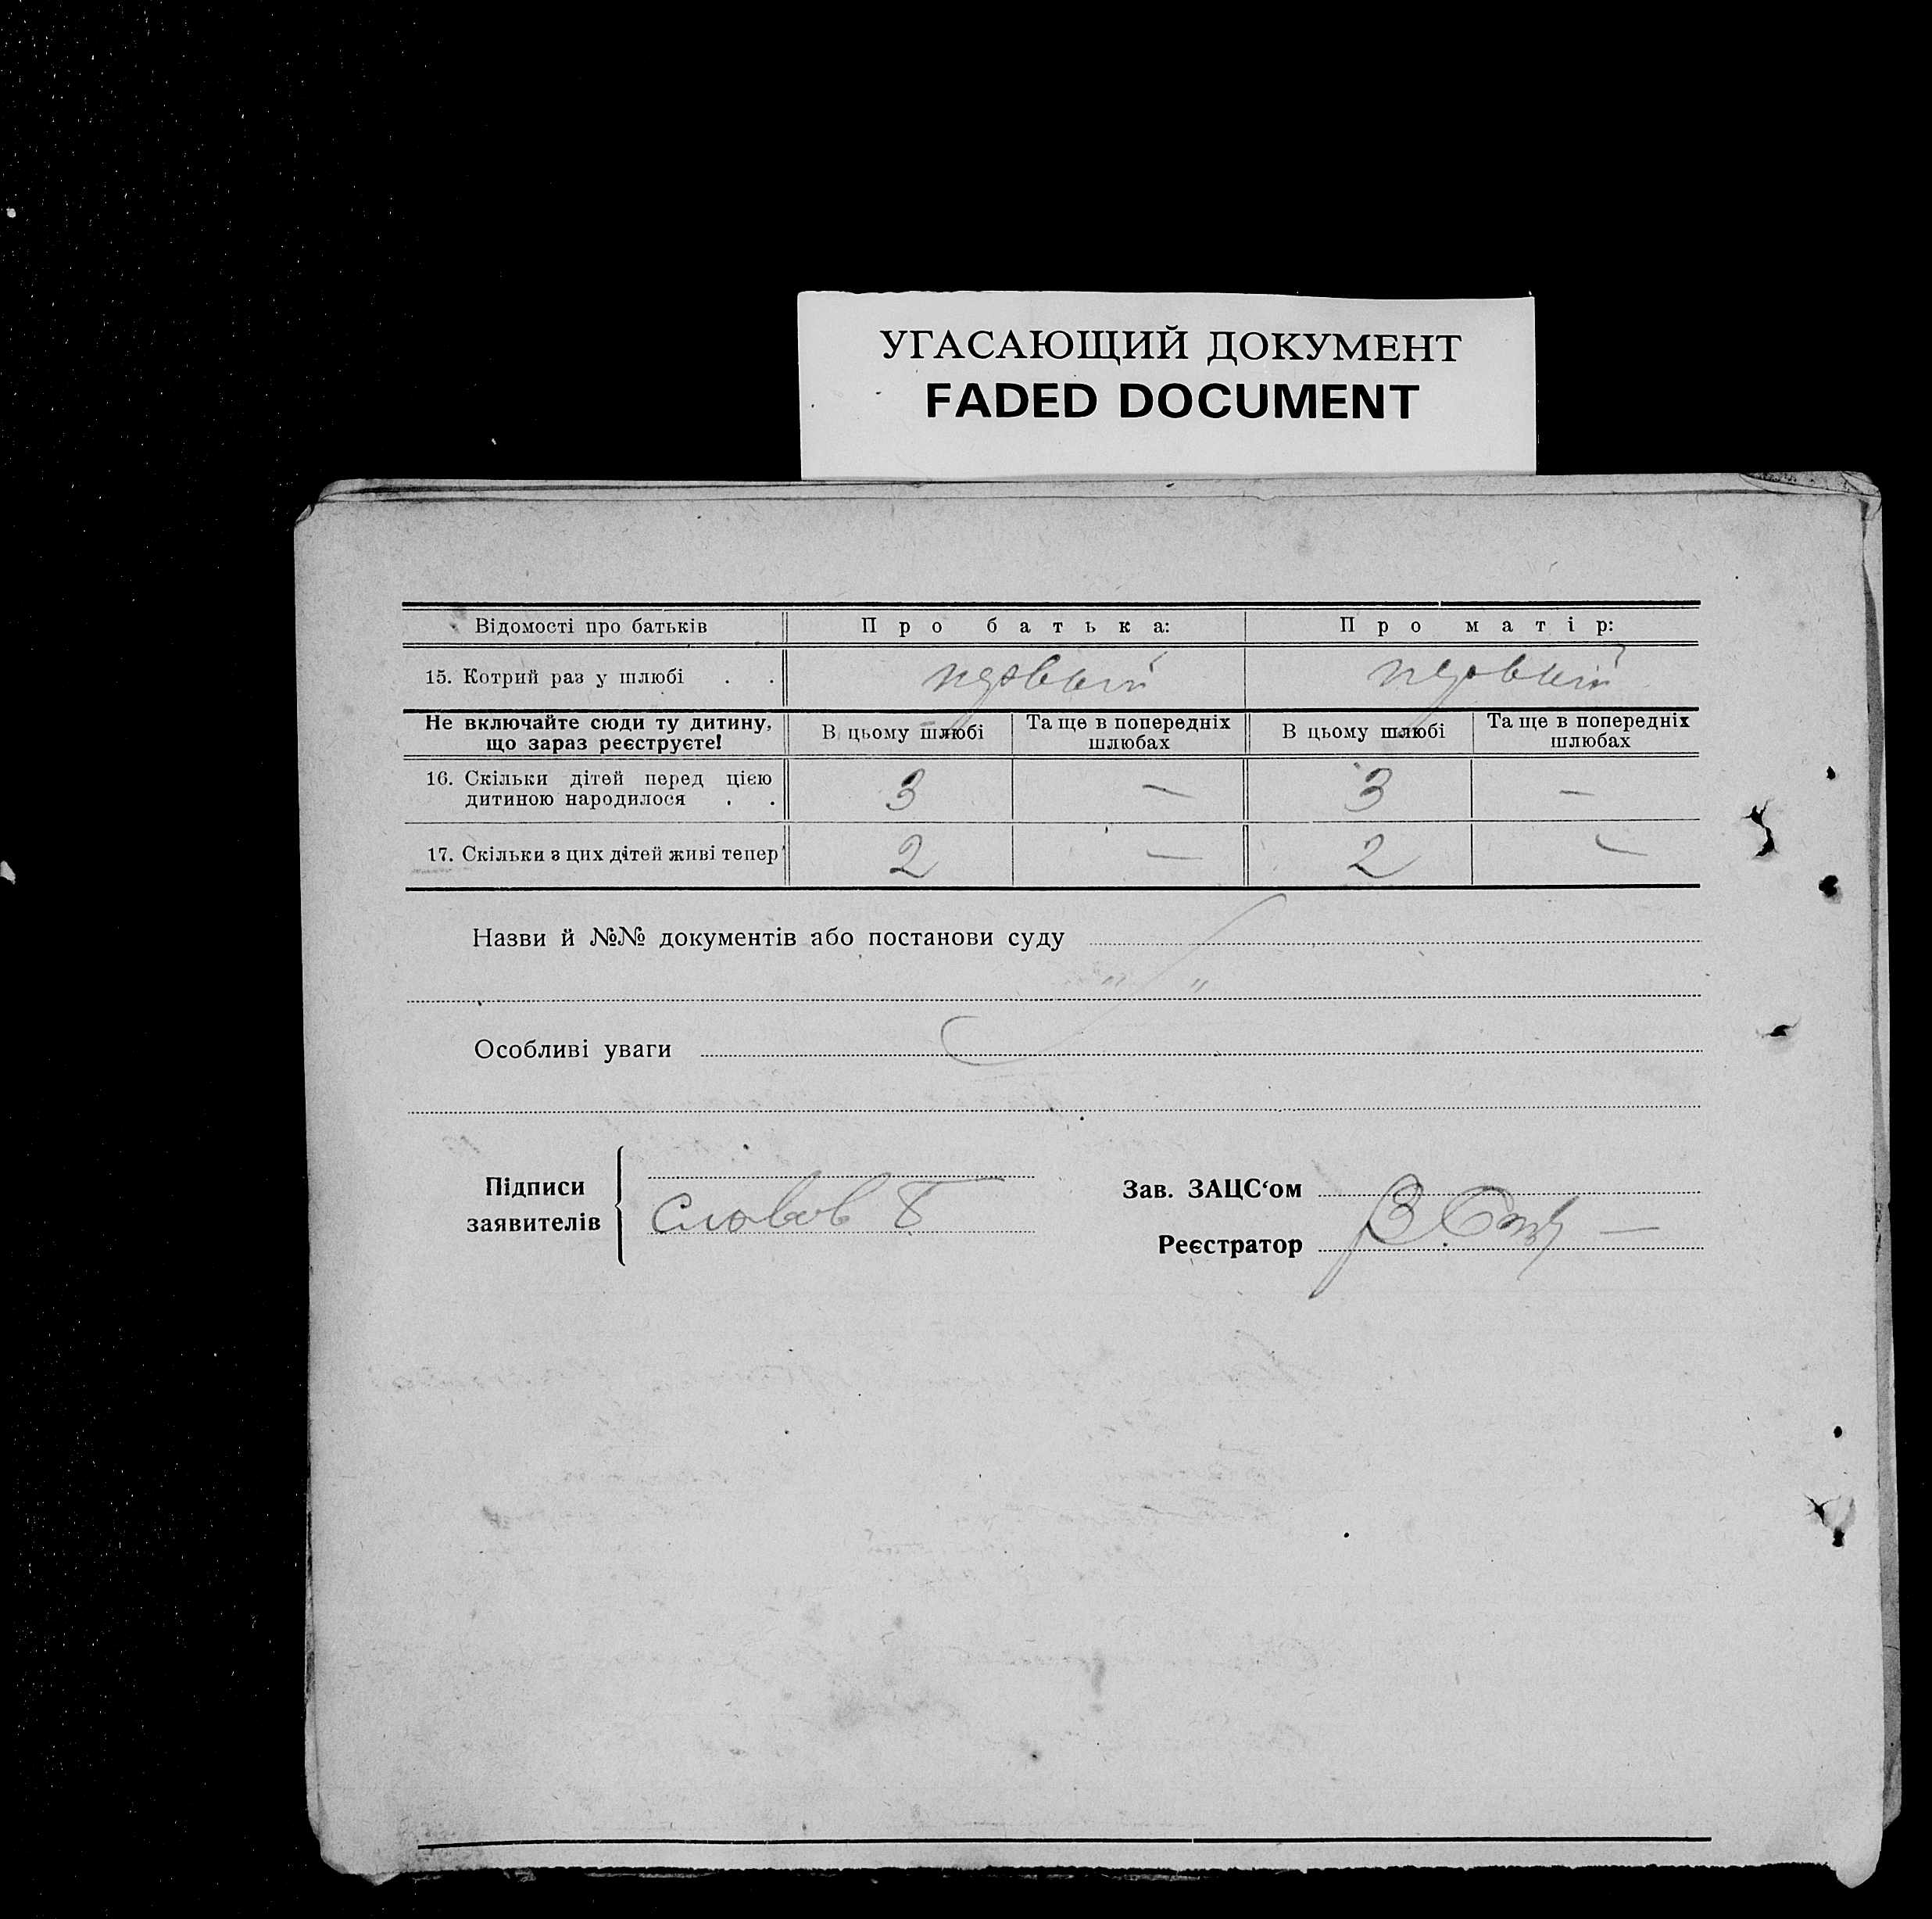 УГАСАЮЩИЙ ДОКУМЕНТ
FADED DOCUMENT
Відомості про батьків Про батька: Про матір:
15. Котрий раз у шлюбі . . первый первый
Не включайте сюди ту дитину, що зараз реєструєте! В цьому шлюбі Та ще в попередніх шлюбах В цьому шлюбі Та ще в попередніх шлюбах
16. Скільки дітей перед цією дитиною народилося . . 3 — 3 —
17. Скільки з цих дітей живі тепер 2 — 2 —
Назви й №№ документів або постанови суду
" "
Особливі уваги
Підписи заявителів
Зав. ЗАЦС‘ом
Реєстратор